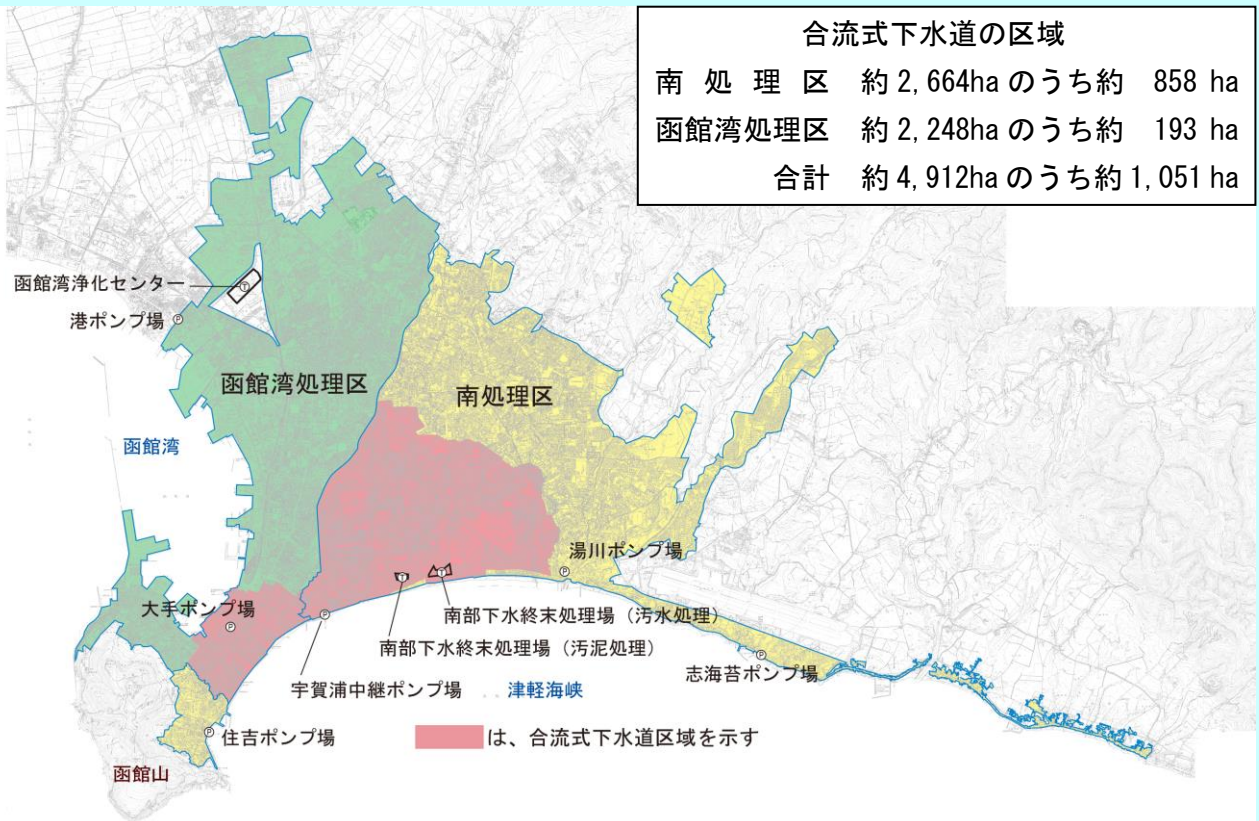 合流式下水道の区域
南処理区 約2,664haのうち約 858 ha
函館湾処理区 約2,248haのうち約 193 ha
合計 約4,912haのうち約1,051 ha
函館湾浄化センター
港ポンプ場
函館湾処理区
南処理区
函館湾
湯川ポンプ場
大手ポンプ場
南部下水終末処理場（汚水処理）
南部下水終末処理場（汚泥処理）
志海苔ポンプ場
宇賀浦中継ポンプ場
津軽海峡
住吉ポンプ場
は、合流式下水道区域を示す
函館山